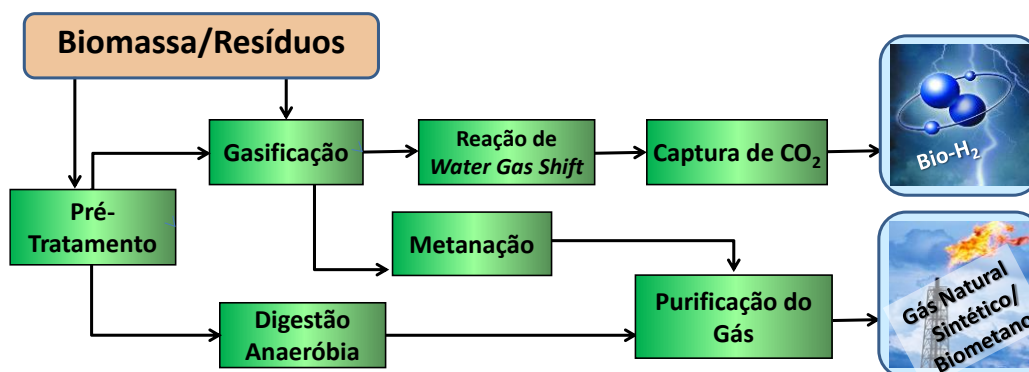 Biomassa/Resíduos
Gasificação
Reação de
Water Gas Shift
Captura de CO₂
Bio-H₂
Pré-
Tratamento
Metanação
Digestão
Anaeróbia
Purificação do
Gás
Gás Natural
Sintético/
Biometano